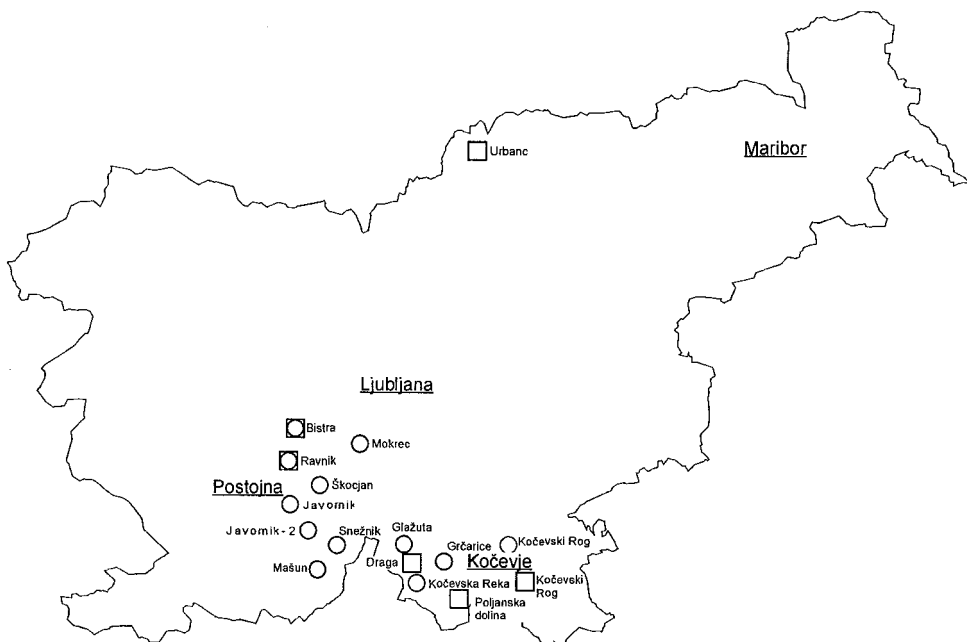 Urbanc
Maribor
Ljubljana
Bistra
Mokrec
Ravnik
Škocjan
Postojna
Javornik
Javornik-2
Snežnik
Glažuta
Kočevski Rog
Grčarice
Mašun
Draga
Kočevje
Kočevska Reka
Kočevski
Rog
Poljanska
dolina